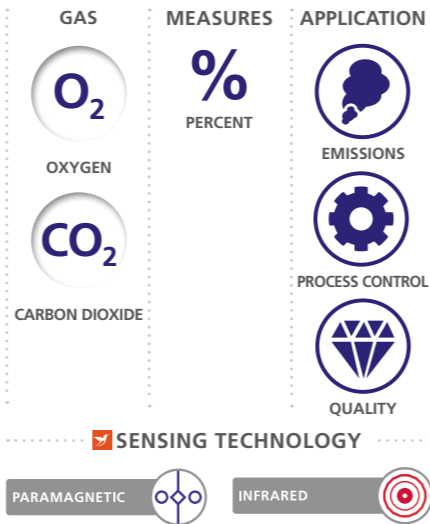 GAS
O2
OXYGEN
CO2
CARBON DIOXIDE
MEASURES
%
PERCENT
APPLICATION
EMISSIONS
PROCESS CONTROL
QUALITY
SENSING TECHNOLOGY
PARAMAGNETIC
INFRARED